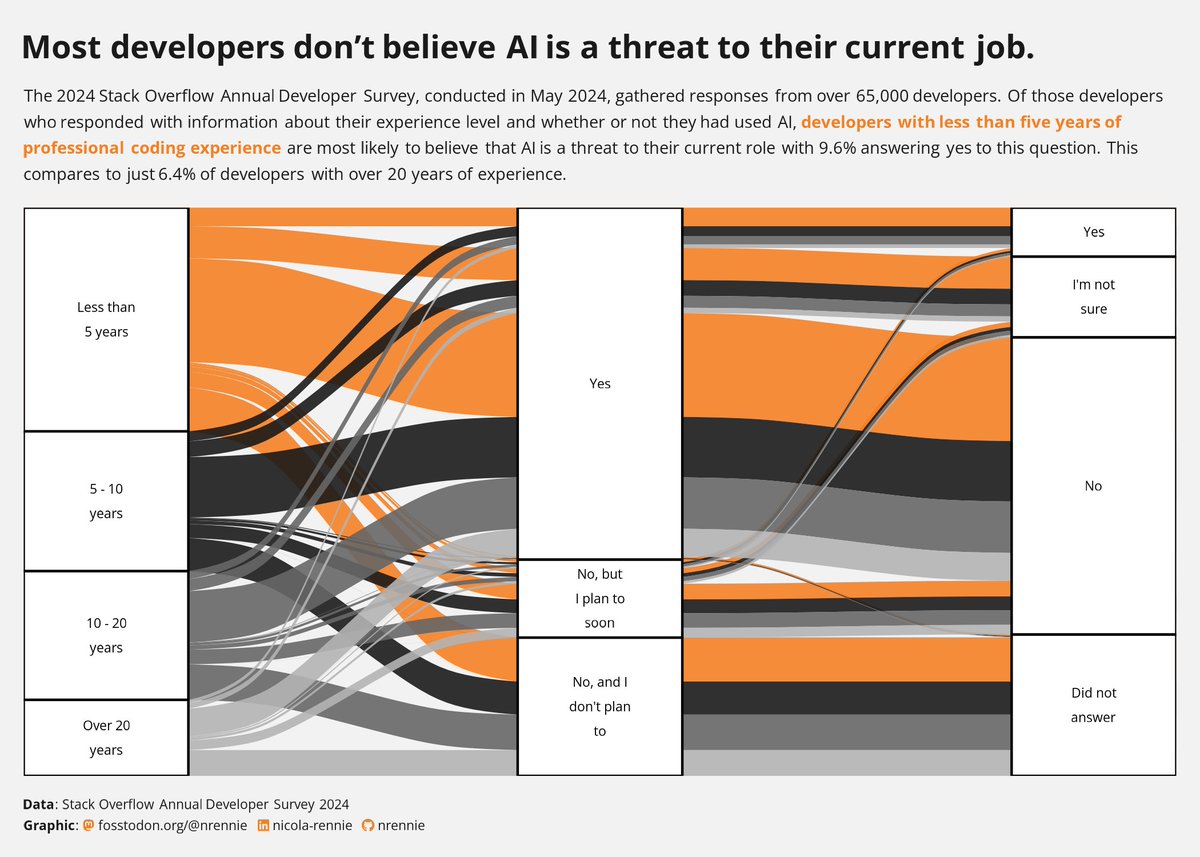 Most developers don’t believe AI is a threat to their current job.
The 2024 Stack Overflow Annual Developer Survey, conducted in May 2024, gathered responses from over 65,000 developers. Of those developers
who responded with information about their experience level and whether or not they had used AI, developers with less than five years of
professional coding experience are most likely to believe that AI is a threat to their current role with 9.6% answering yes to this question. This
compares to just 6.4% of developers with over 20 years of experience.
Less than
5 years
5 - 10
years
10 - 20
years
Over 20
years
Yes
No, but
I plan to
soon
No, and I
don't plan
to
Yes
I'm not
sure
No
Did not
answer
Data: Stack Overflow Annual Developer Survey 2024
Graphic: fosstodon.org/@nrennie nicola-rennie nrennie